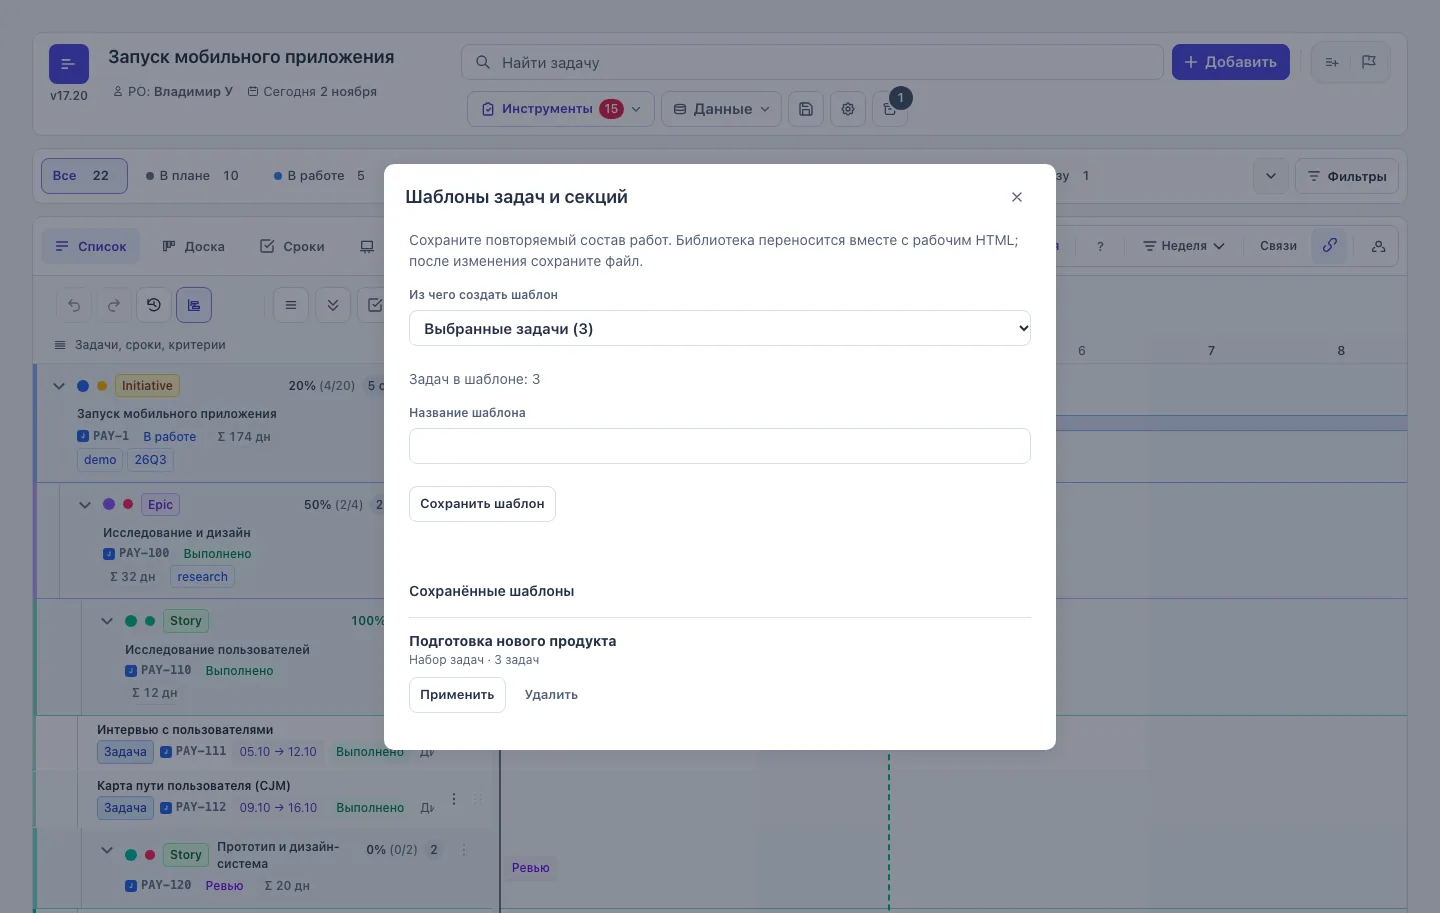 Запуск мобильного приложения
v17.20
PO: Владимир У
Сегодня 2 ноября
Найти задачу
Добавить
Инструменты 15
Данные
1
Все 22
В плане 10
В работе 5
зу 1
Фильтры
Шаблоны задач и секций
Сохраните повторяемый состав работ. Библиотека переносится вместе с рабочим HTML;
после изменения сохраните файл.
Из чего создать шаблон
Выбранные задачи (3)
Задач в шаблоне: 3
Название шаблона
Сохранить шаблон
Сохранённые шаблоны
Подготовка нового продукта
Набор задач · 3 задач
Применить
Удалить
Список
Доска
Сроки
я
?
Неделя
Связи
Задачи, сроки, критерии
6 7 8
Initiative 20% (4/20) 5 с
Запуск мобильного приложения
PAY-1 В работе Σ 174 дн
demo 26Q3
Epic 50% (2/4) 2
Исследование и дизайн
PAY-100 Выполнено
Σ 32 дн research
Story 100%
Исследование пользователей
PAY-110 Выполнено
Σ 12 дн
Интервью с пользователями
Задача PAY-111 05.10 → 12.10 Выполнено Ди
Карта пути пользователя (CJM)
Задача PAY-112 09.10 → 16.10 Выполнено Ди
Story Прототип и дизайн-
система
0% (0/2) 2
PAY-120 Ревью Σ 20 дн
Ревью